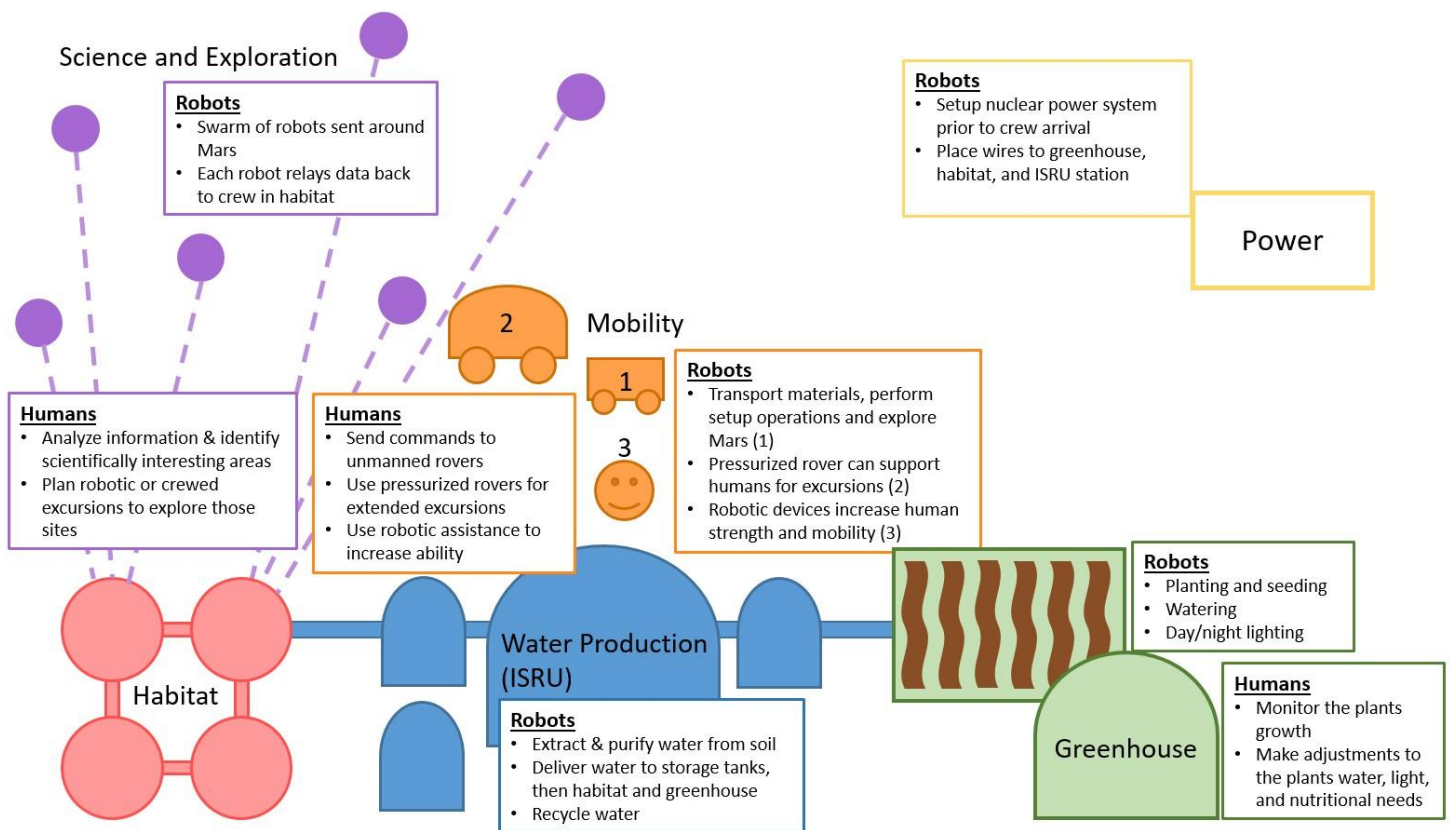 Science and Exploration
Robots
• Swarm of robots sent around
Mars
• Each robot relays data back
to crew in habitat
Robots
• Setup nuclear power system
prior to crew arrival
• Place wires to greenhouse,
habitat, and ISRU station
Power
2
Mobility
1
3
Robots
• Transport materials, perform
setup operations and explore
Mars (1)
• Pressurized rover can support
humans for excursions (2)
• Robotic devices increase human
strength and mobility (3)
Humans
• Analyze information & identify
scientifically interesting areas
• Plan robotic or crewed
excursions to explore those
sites
Humans
• Send commands to
unmanned rovers
• Use pressurized rovers for
extended excursions
• Use robotic assistance to
increase ability
Habitat
Water Production
(ISRU)
Robots
• Extract & purify water from soil
• Deliver water to storage tanks,
then habitat and greenhouse
• Recycle water
Robots
• Planting and seeding
• Watering
• Day/night lighting
Greenhouse
Humans
• Monitor the plants
growth
• Make adjustments to
the plants water, light,
and nutritional needs